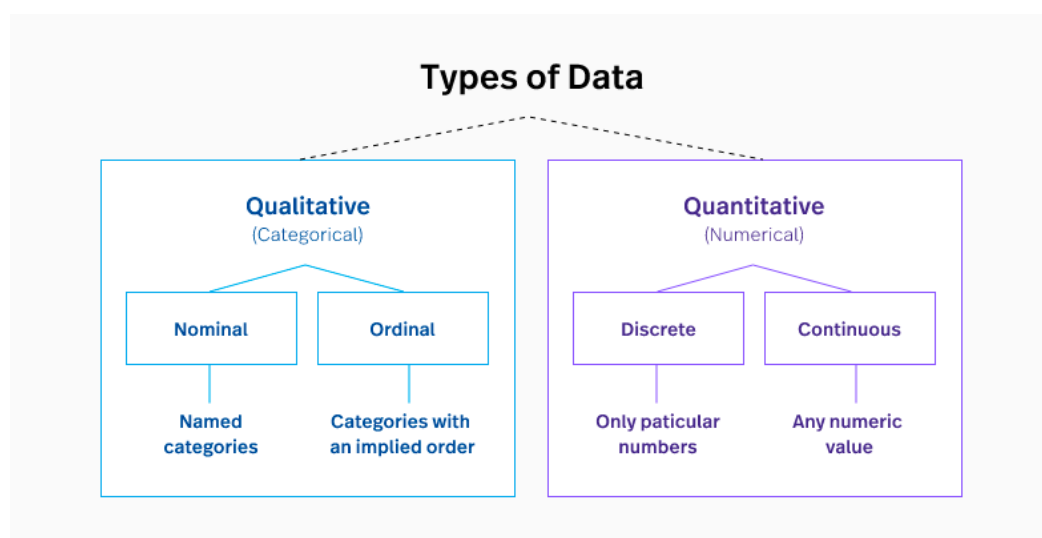 Types of Data
Qualitative
(Categorical)
Nominal
Ordinal
Named
categories
Categories with
an implied order
Quantitative
(Numerical)
Discrete
Continuous
Only paticular
numbers
Any numeric
value